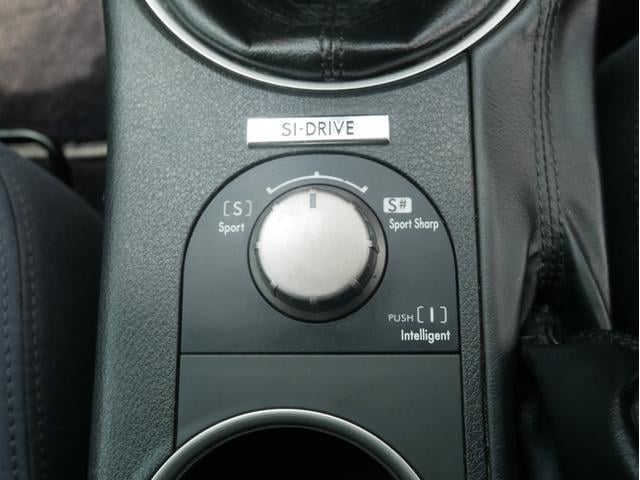 SI-DRIVE
[S]
Sport
S#
Sport Sharp
PUSH [I]
Intelligent